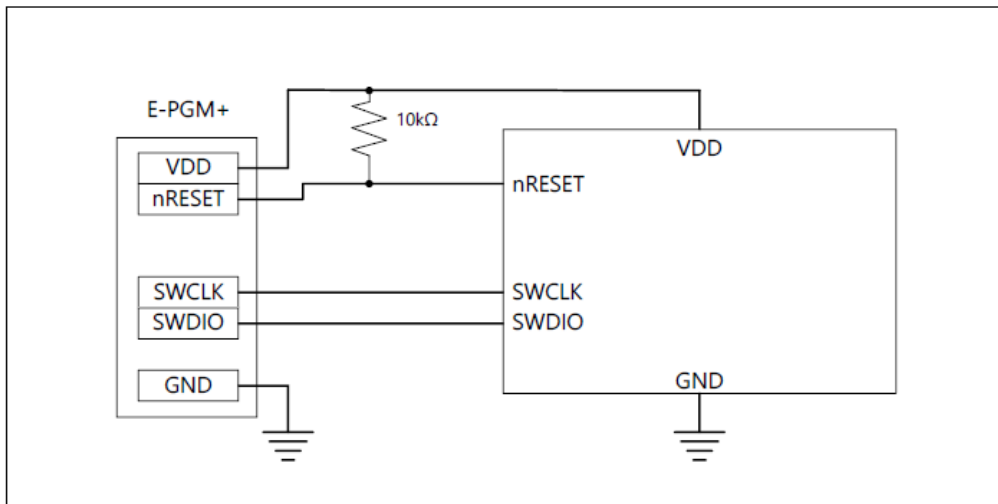 E-PGM+
10kΩ
VDD
VDD
nRESET
nRESET
SWCLK
SWCLK
SWDIO
SWDIO
GND
GND